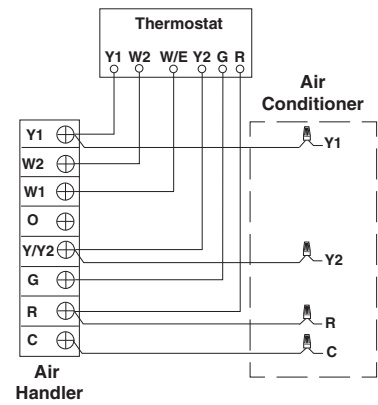 Thermostat
Y1 W2 W/E Y2 G R
Air
Conditioner
Y1
W2
W1
O
Y/Y2
G
R
C
Y1
Y2
R
C
Air
Handler